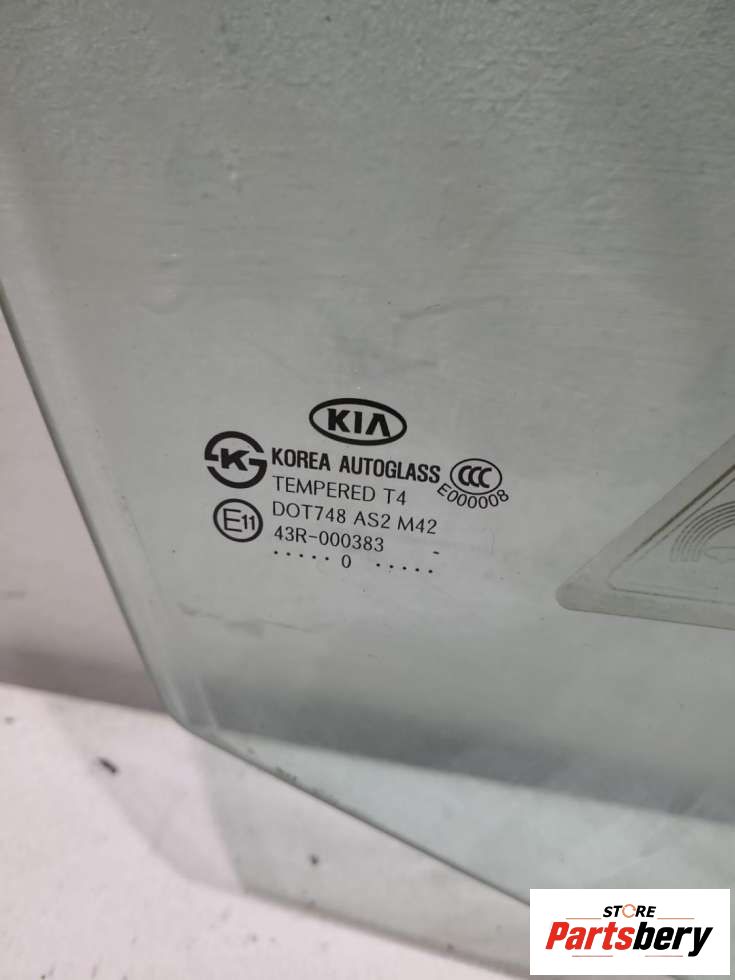 KIA
K
KOREA AUTOGLASS
CCC
E000008
TEMPERED T4
E11
DOT748 AS2 M42
43R-000383 -
..... 0 .....
STORE
Partsbery